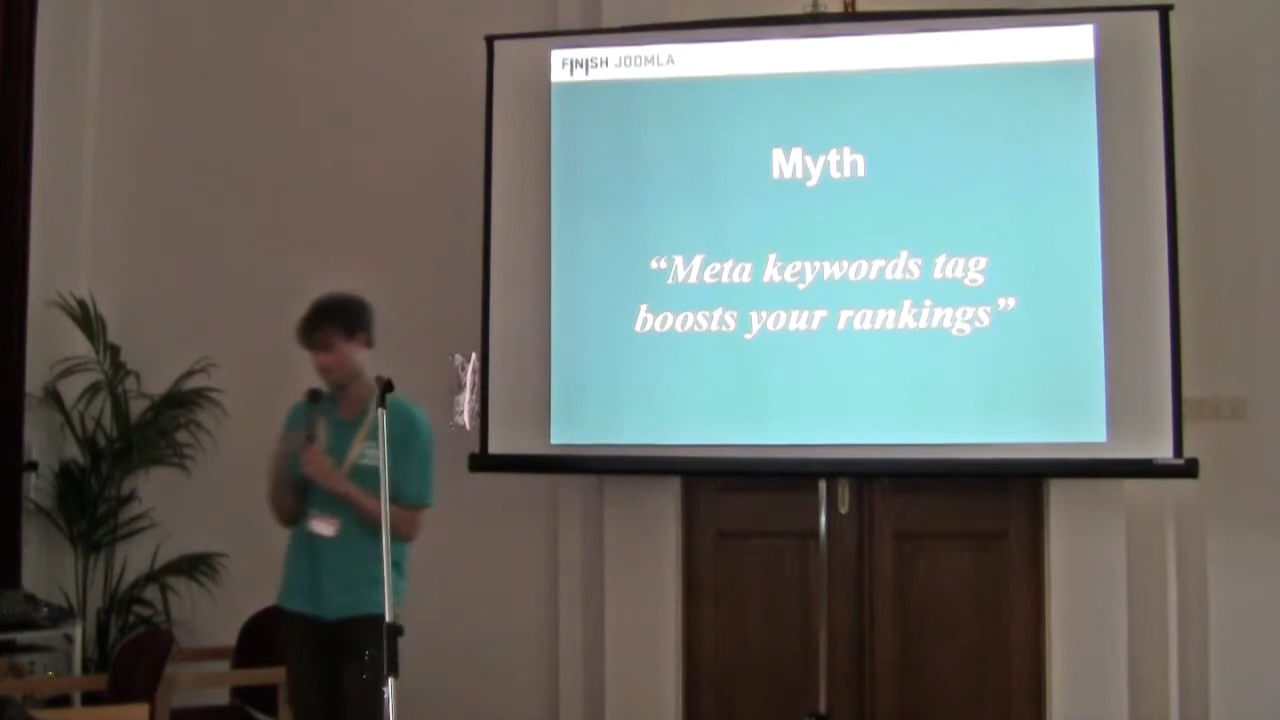 FINISH JOOMLA
Myth
“Meta keywords tag
boosts your rankings”